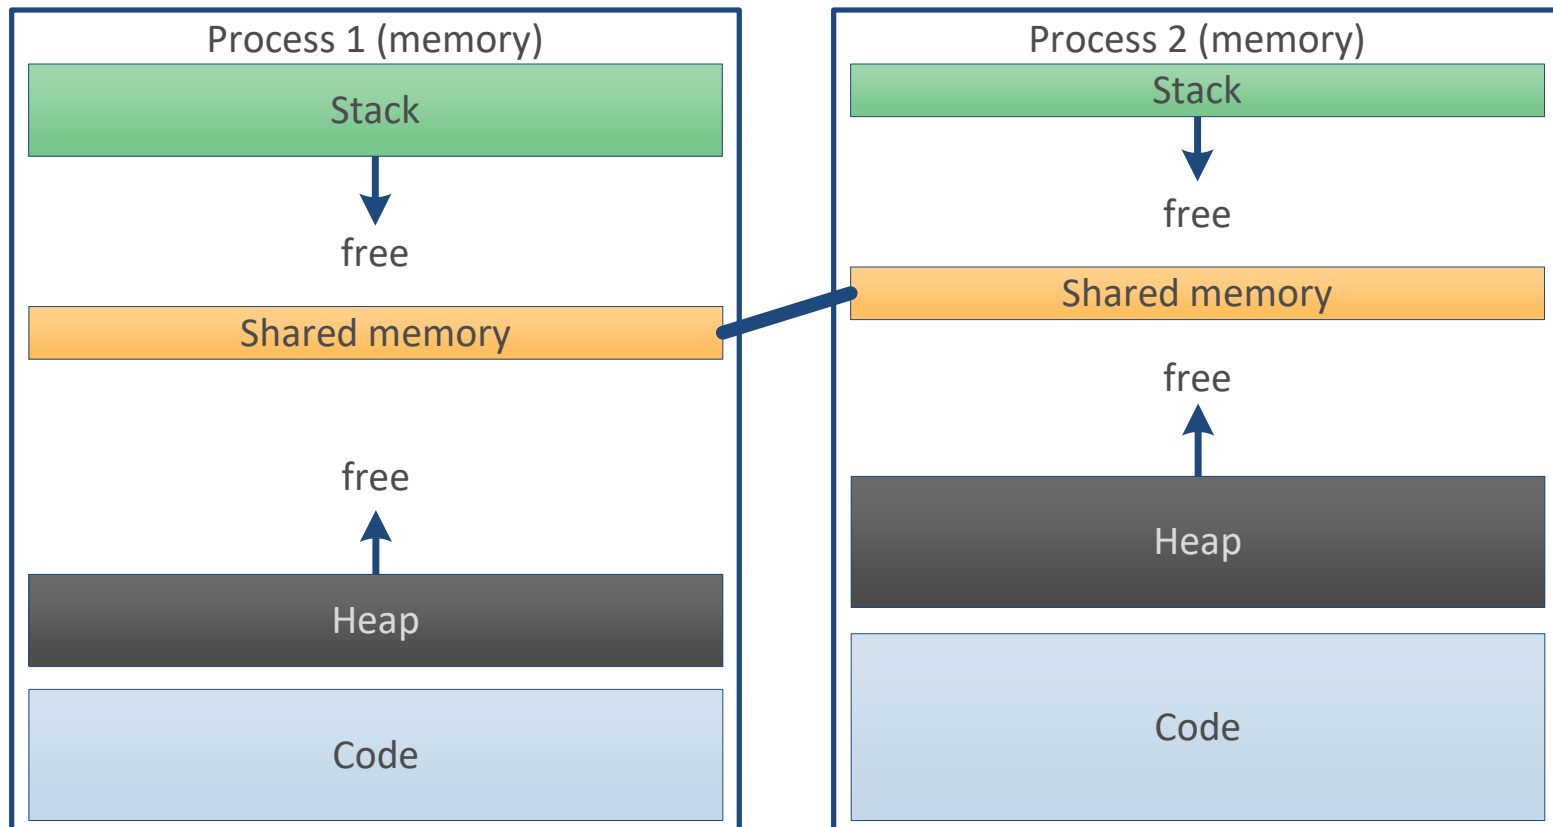 Process 1 (memory)
Stack
free
Shared memory
free
Heap
Code
Process 2 (memory)
Stack
free
Shared memory
free
Heap
Code